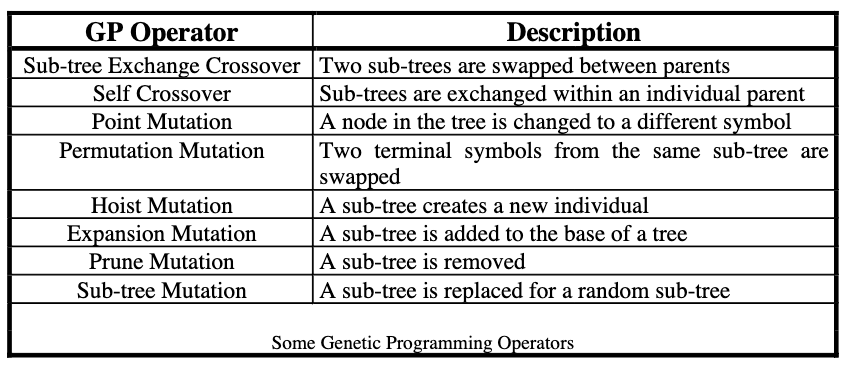 GP Operator Description
Sub-tree Exchange Crossover Two sub-trees are swapped between parents
Self Crossover Sub-trees are exchanged within an individual parent
Point Mutation A node in the tree is changed to a different symbol
Permutation Mutation Two terminal symbols from the same sub-tree are
swapped
Hoist Mutation A sub-tree creates a new individual
Expansion Mutation A sub-tree is added to the base of a tree
Prune Mutation A sub-tree is removed
Sub-tree Mutation A sub-tree is replaced for a random sub-tree
Some Genetic Programming Operators